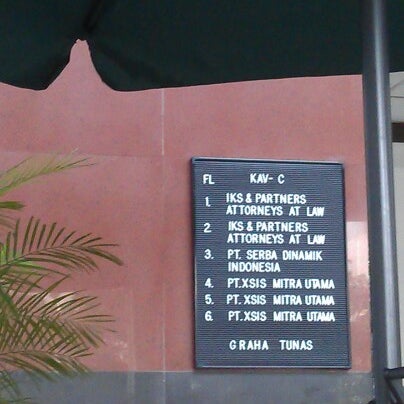 FL KAV- C
1. IKS & PARTNERS
ATTORNEYS AT LAW
2. IKS & PARTNERS
ATTORNEYS AT LAW
3. PT. SERBA DINAMIK
INDONESIA
4. PT.XSIS MITRA UTAMA
5. PT. XSIS MITRA UTAMA
6. PT.XSIS MITRA UTAMA
GRAHA TUNAS